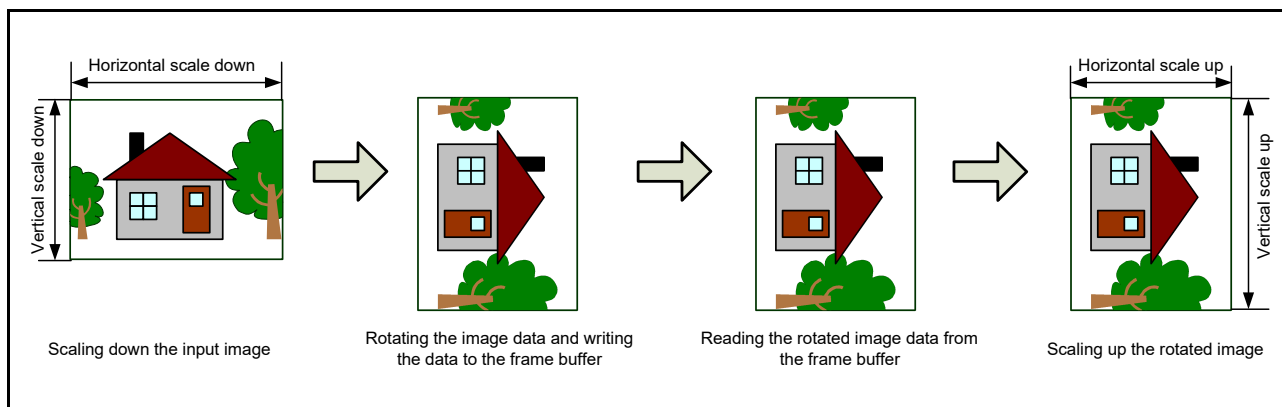 Horizontal scale down
Vertical scale down
Scaling down the input image
Rotating the image data and writing
the data to the frame buffer
Reading the rotated image data from
the frame buffer
Horizontal scale up
Vertical scale up
Scaling up the rotated image